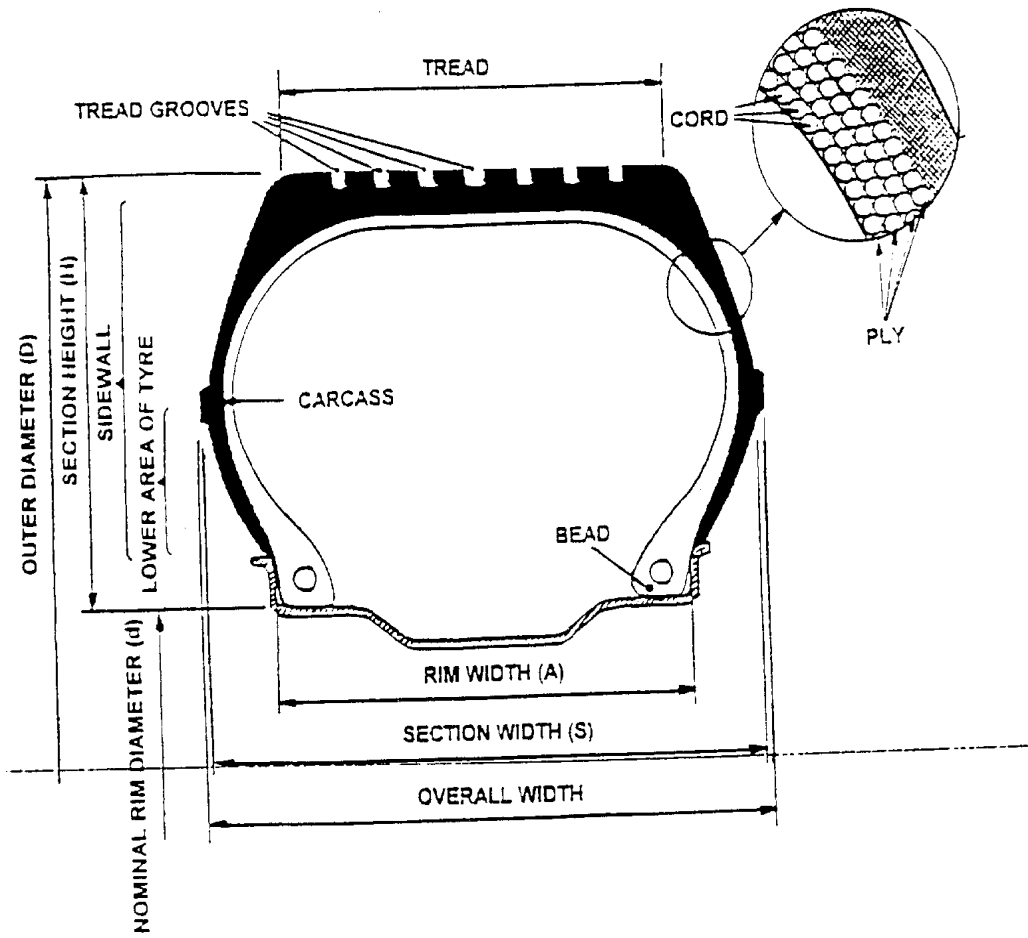 TREAD
TREAD GROOVES
CORD
PLY
OUTER DIAMETER (D)
SECTION HEIGHT (H)
SIDEWALL
LOWER AREA OF TYRE
CARCASS
BEAD
NOMINAL RIM DIAMETER (d)
RIM WIDTH (A)
SECTION WIDTH (S)
OVERALL WIDTH